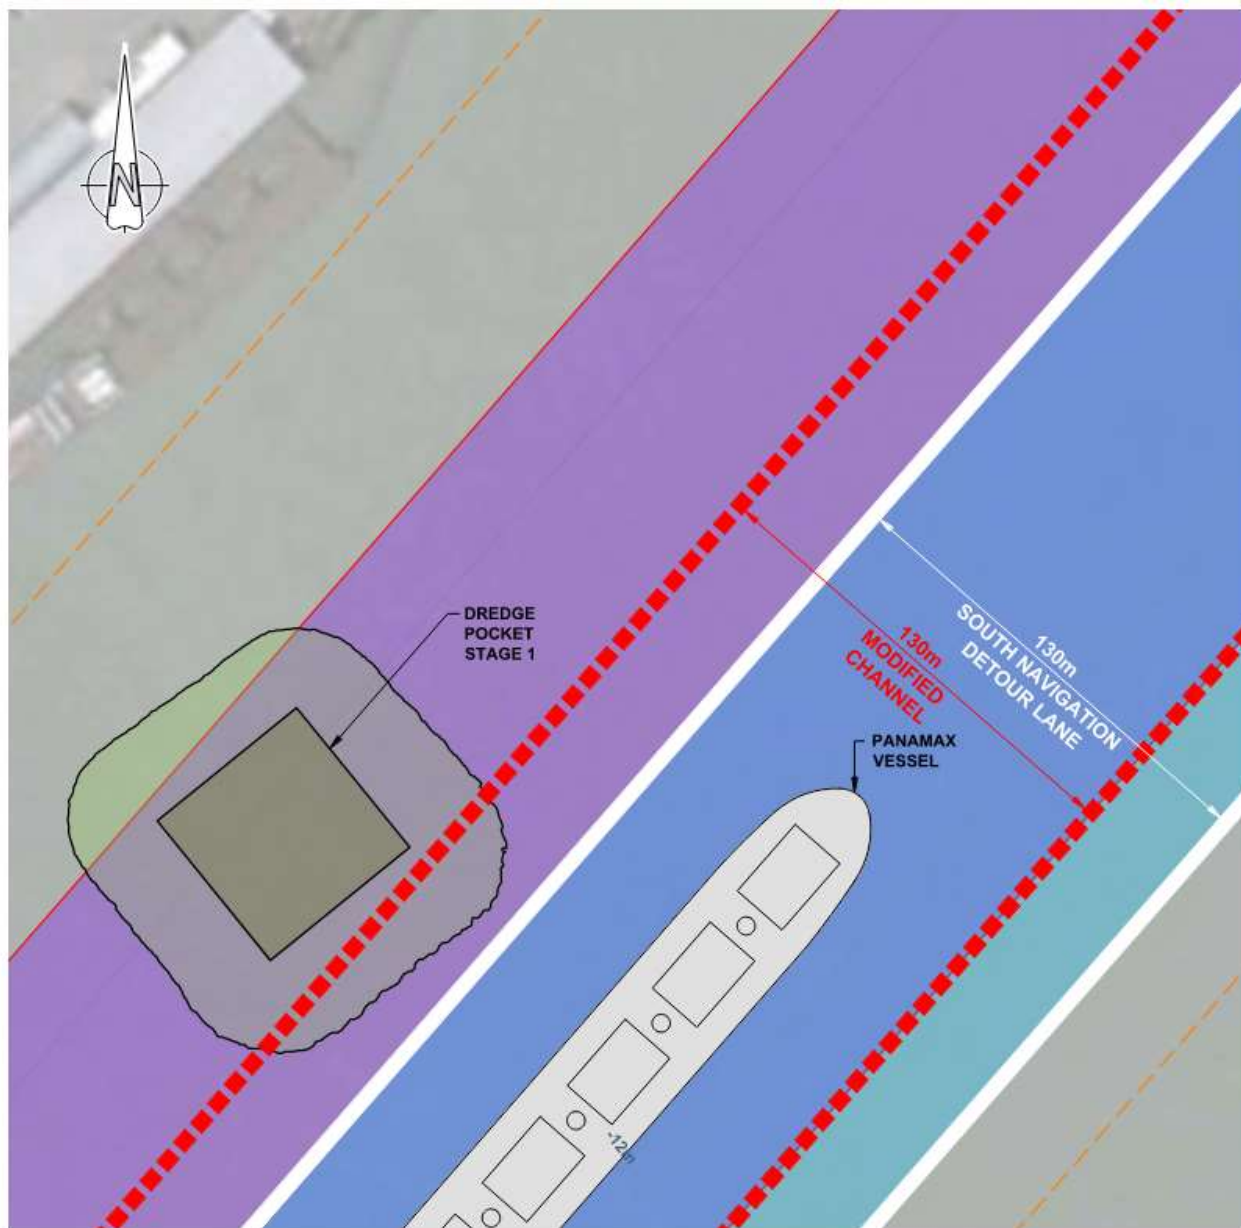 N
DREDGE
POCKET
STAGE 1
130m
MODIFIED
CHANNEL
130m
SOUTH NAVIGATION
DETOUR LANE
PANAMAX
VESSEL
-12m